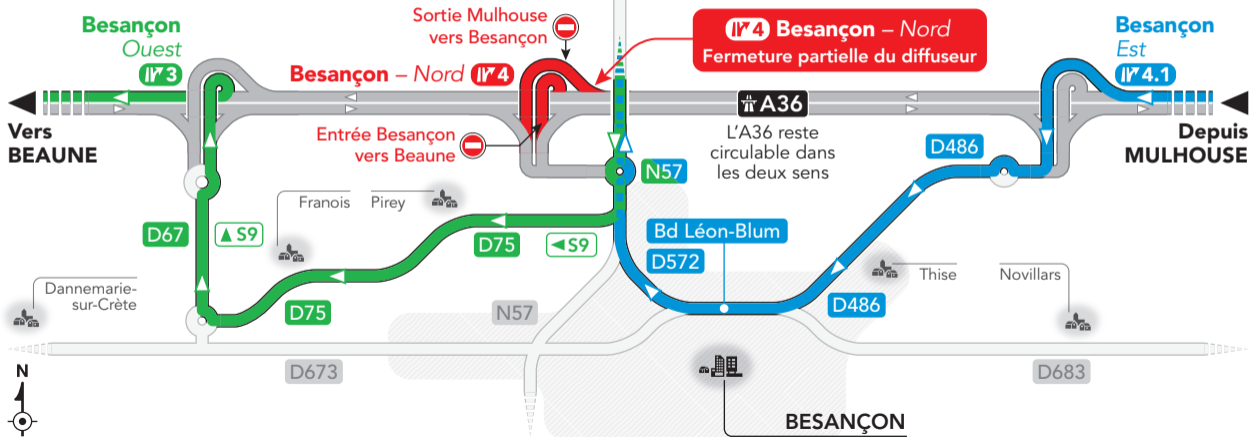 Sortie Mulhouse
vers Besançon
4 Besançon – Nord
Fermeture partielle du diffuseur
Besançon
Ouest
3
Besançon – Nord 4
Besançon
Est
4.1
A36
Vers
BEAUNE
Entrée Besançon
vers Beaune
L'A36 reste
circulable dans
les deux sens
Depuis
MULHOUSE
D486
N57
Franois
Pirey
D67
S9
D75
S9
Bd Léon-Blum
D572
Thise
Novillars
Dannemarie-
sur-Crète
D75
N57
D486
D673
D683
N
BESANÇON